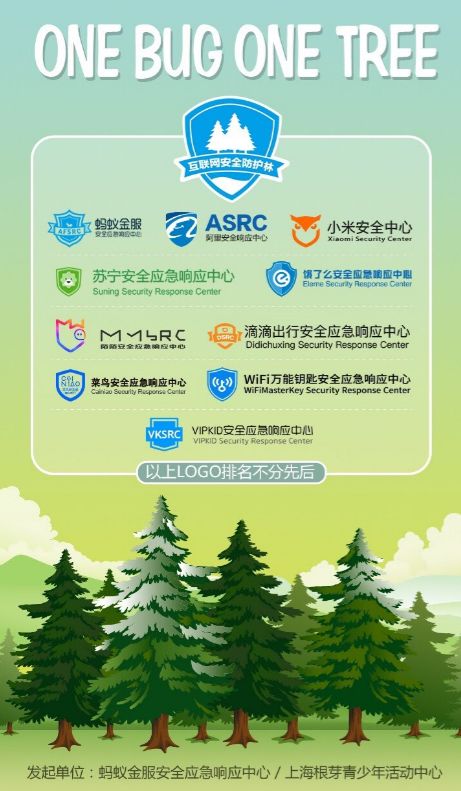 ONE BUG ONE TREE
互联网安全防护林
AFSRC
蚂蚁金服
安全应急响应中心
ASRC
阿里安全响应中心
小米安全中心
Xiaomi Security Center
苏宁安全应急响应中心
Suning Security Response Center
饿了么安全应急响应中心
Eleme Security Response Center
MMSRC
陌陌安全应急响应中心
DSRC
滴滴出行安全应急响应中心
Didichuxing Security Response Center
CAI
NIAO
菜鸟安全应急响应中心
Cainiao Security Response Center
WiFi万能钥匙安全应急响应中心
WiFiMasterKey Security Response Center
VKSRC
VIPKID安全应急响应中心
VIPKID Security Response Center
以上LOGO排名不分先后
发起单位：蚂蚁金服安全应急响应中心 / 上海根芽青少年活动中心